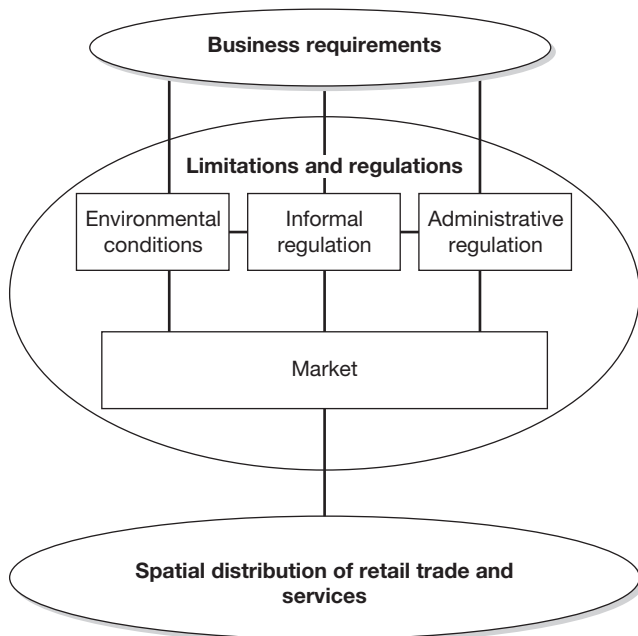 Business requirements
Limitations and regulations
Environmental
conditions
Informal
regulation
Administrative
regulation
Market
Spatial distribution of retail trade and
services